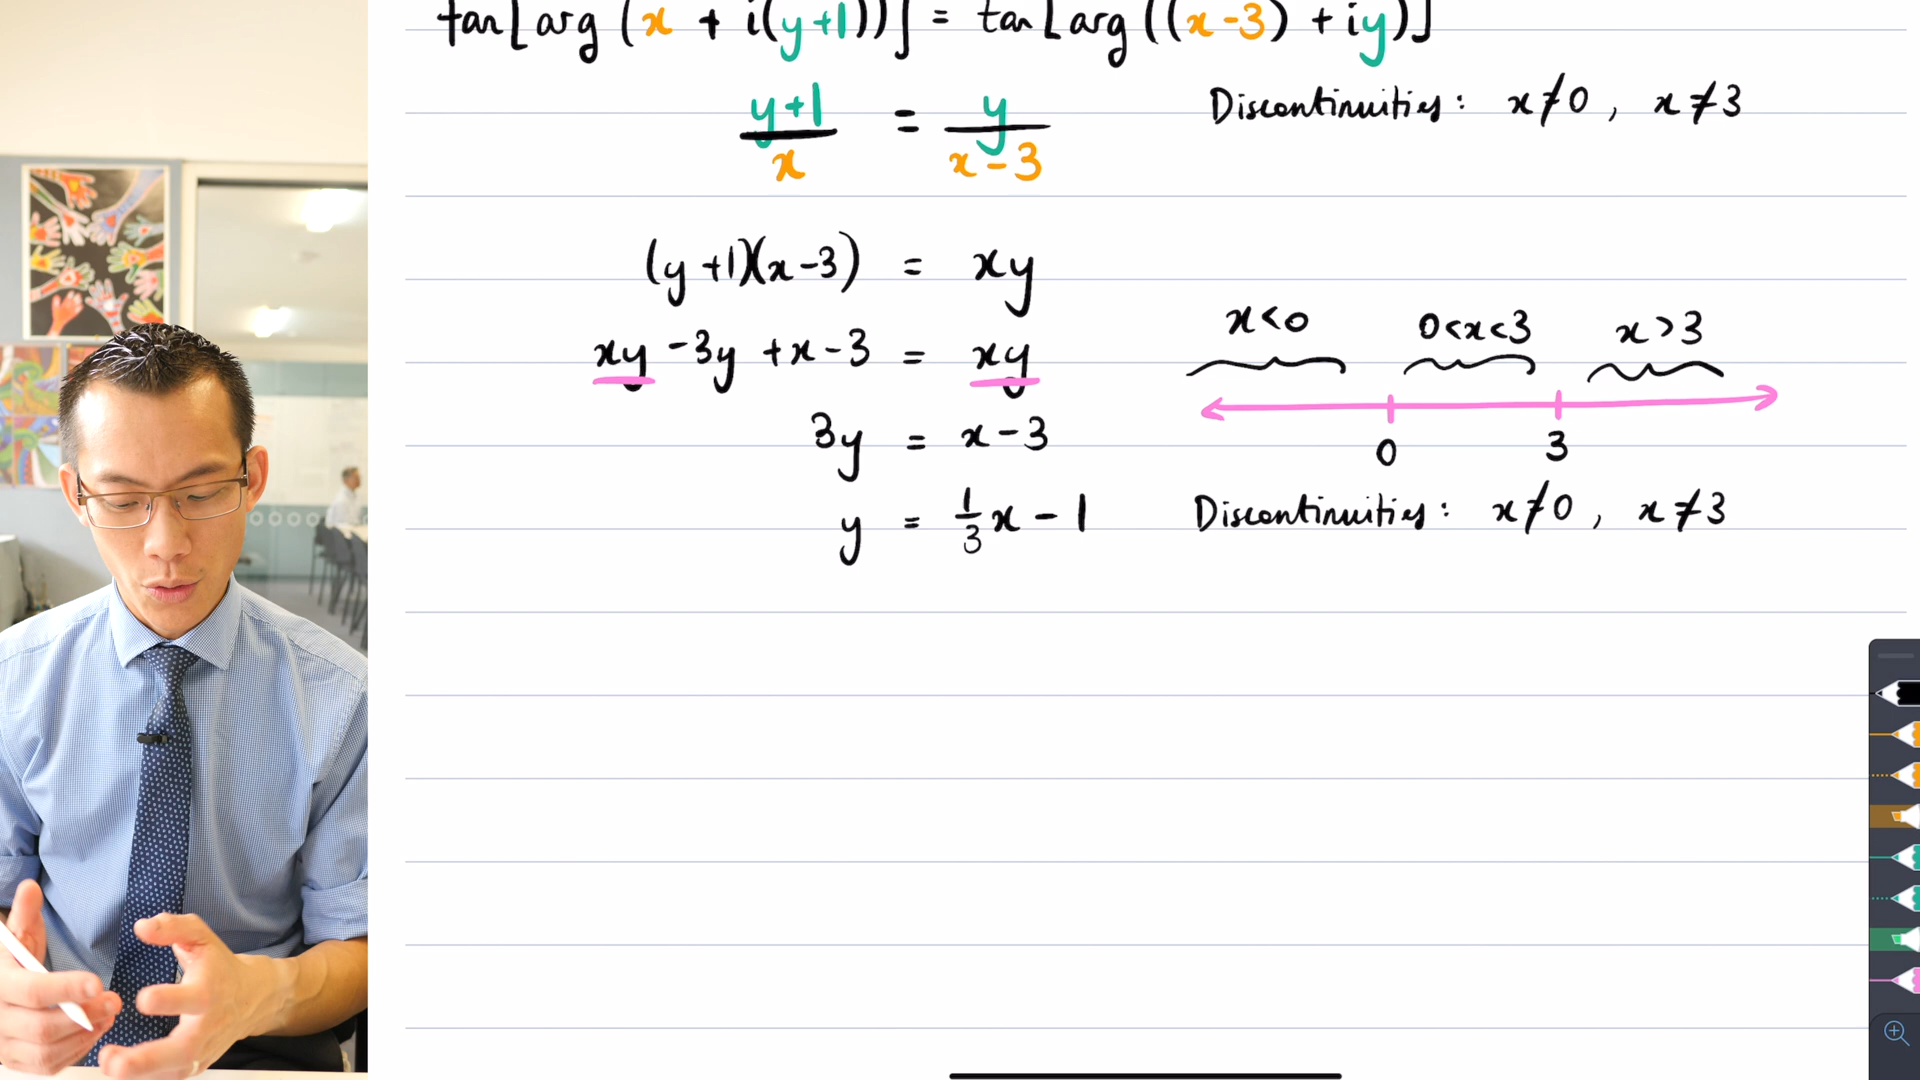 tan[arg (x + i(y+1))] = tan[arg((x-3) + iy)]
y+1 / x = y / x-3
Discontinuities: x≠0, x≠3
(y+1)(x-3) = xy
xy -3y +x -3 = xy
x<0 0<x<3 x>3
0 3
3y = x-3
y = 1/3 x - 1
Discontinuities: x≠0, x≠3